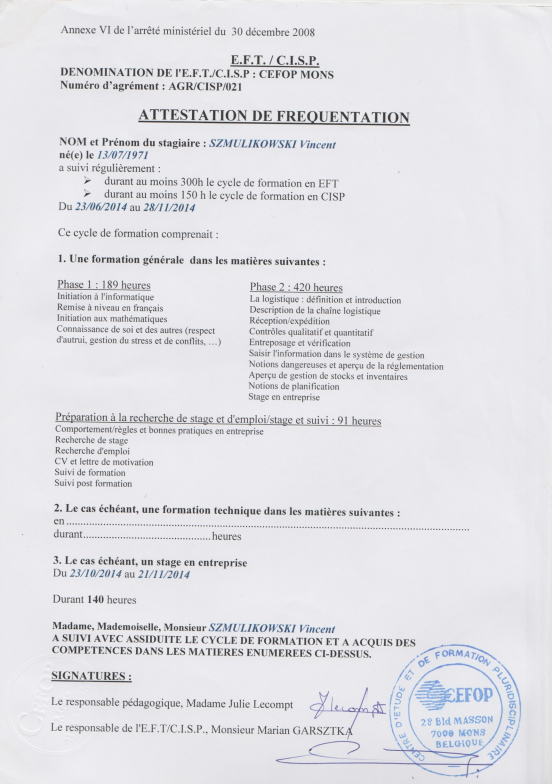 Annexe VI de l'arrêté ministériel du 30 décembre 2008
E.F.T. / C.I.S.P.
DENOMINATION DE l'E.F.T./C.I.S.P : CEFOP MONS
Numéro d'agrément : AGR/CISP/021
ATTESTATION DE FREQUENTATION
NOM et Prénom du stagiaire : SZMULIKOWSKI Vincent
né(e) le 13/07/1971
a suivi régulièrement :
➢ durant au moins 300h le cycle de formation en EFT
➢ durant au moins 150 h le cycle de formation en CISP
Du 23/06/2014 au 28/11/2014
Ce cycle de formation comprenait :
1. Une formation générale dans les matières suivantes :
Phase 1 : 189 heures
Initiation à l'informatique
Remise à niveau en français
Initiation aux mathématiques
Connaissance de soi et des autres (respect
d'autrui, gestion du stress et de conflits, …)
Phase 2 : 420 heures
La logistique : définition et introduction
Description de la chaîne logistique
Réception/expédition
Contrôles qualitatif et quantitatif
Entreposage et vérification
Saisir l'information dans le système de gestion
Notions dangereuses et aperçu de la réglementation
Aperçu de gestion de stocks et inventaires
Notions de planification
Stage en entreprise
Préparation à la recherche de stage et d'emploi/stage et suivi : 91 heures
Comportement/règles et bonnes pratiques en entreprise
Recherche de stage
Recherche d'emploi
CV et lettre de motivation
Suivi de formation
Suivi post formation
2. Le cas échéant, une formation technique dans les matières suivantes :
en
durant heures
3. Le cas échéant, un stage en entreprise
Du 23/10/2014 au 21/11/2014
Durant 140 heures
Madame, Mademoiselle, Monsieur SZMULIKOWSKI Vincent
A SUIVI AVEC ASSIDUITE LE CYCLE DE FORMATION ET A ACQUIS DES
COMPETENCES DANS LES MATIERES ENUMEREES CI-DESSUS.
SIGNATURES :
Le responsable pédagogique, Madame Julie Lecompt
Le responsable de l'E.F.T/C.I.S.P., Monsieur Marian GARSZTKA
CENTRE D'ETUDE ET DE FORMATION PLURIDISCIPLINAIRE
CEFOP
28 Bld MASSON
7000 MONS
BELGIQUE